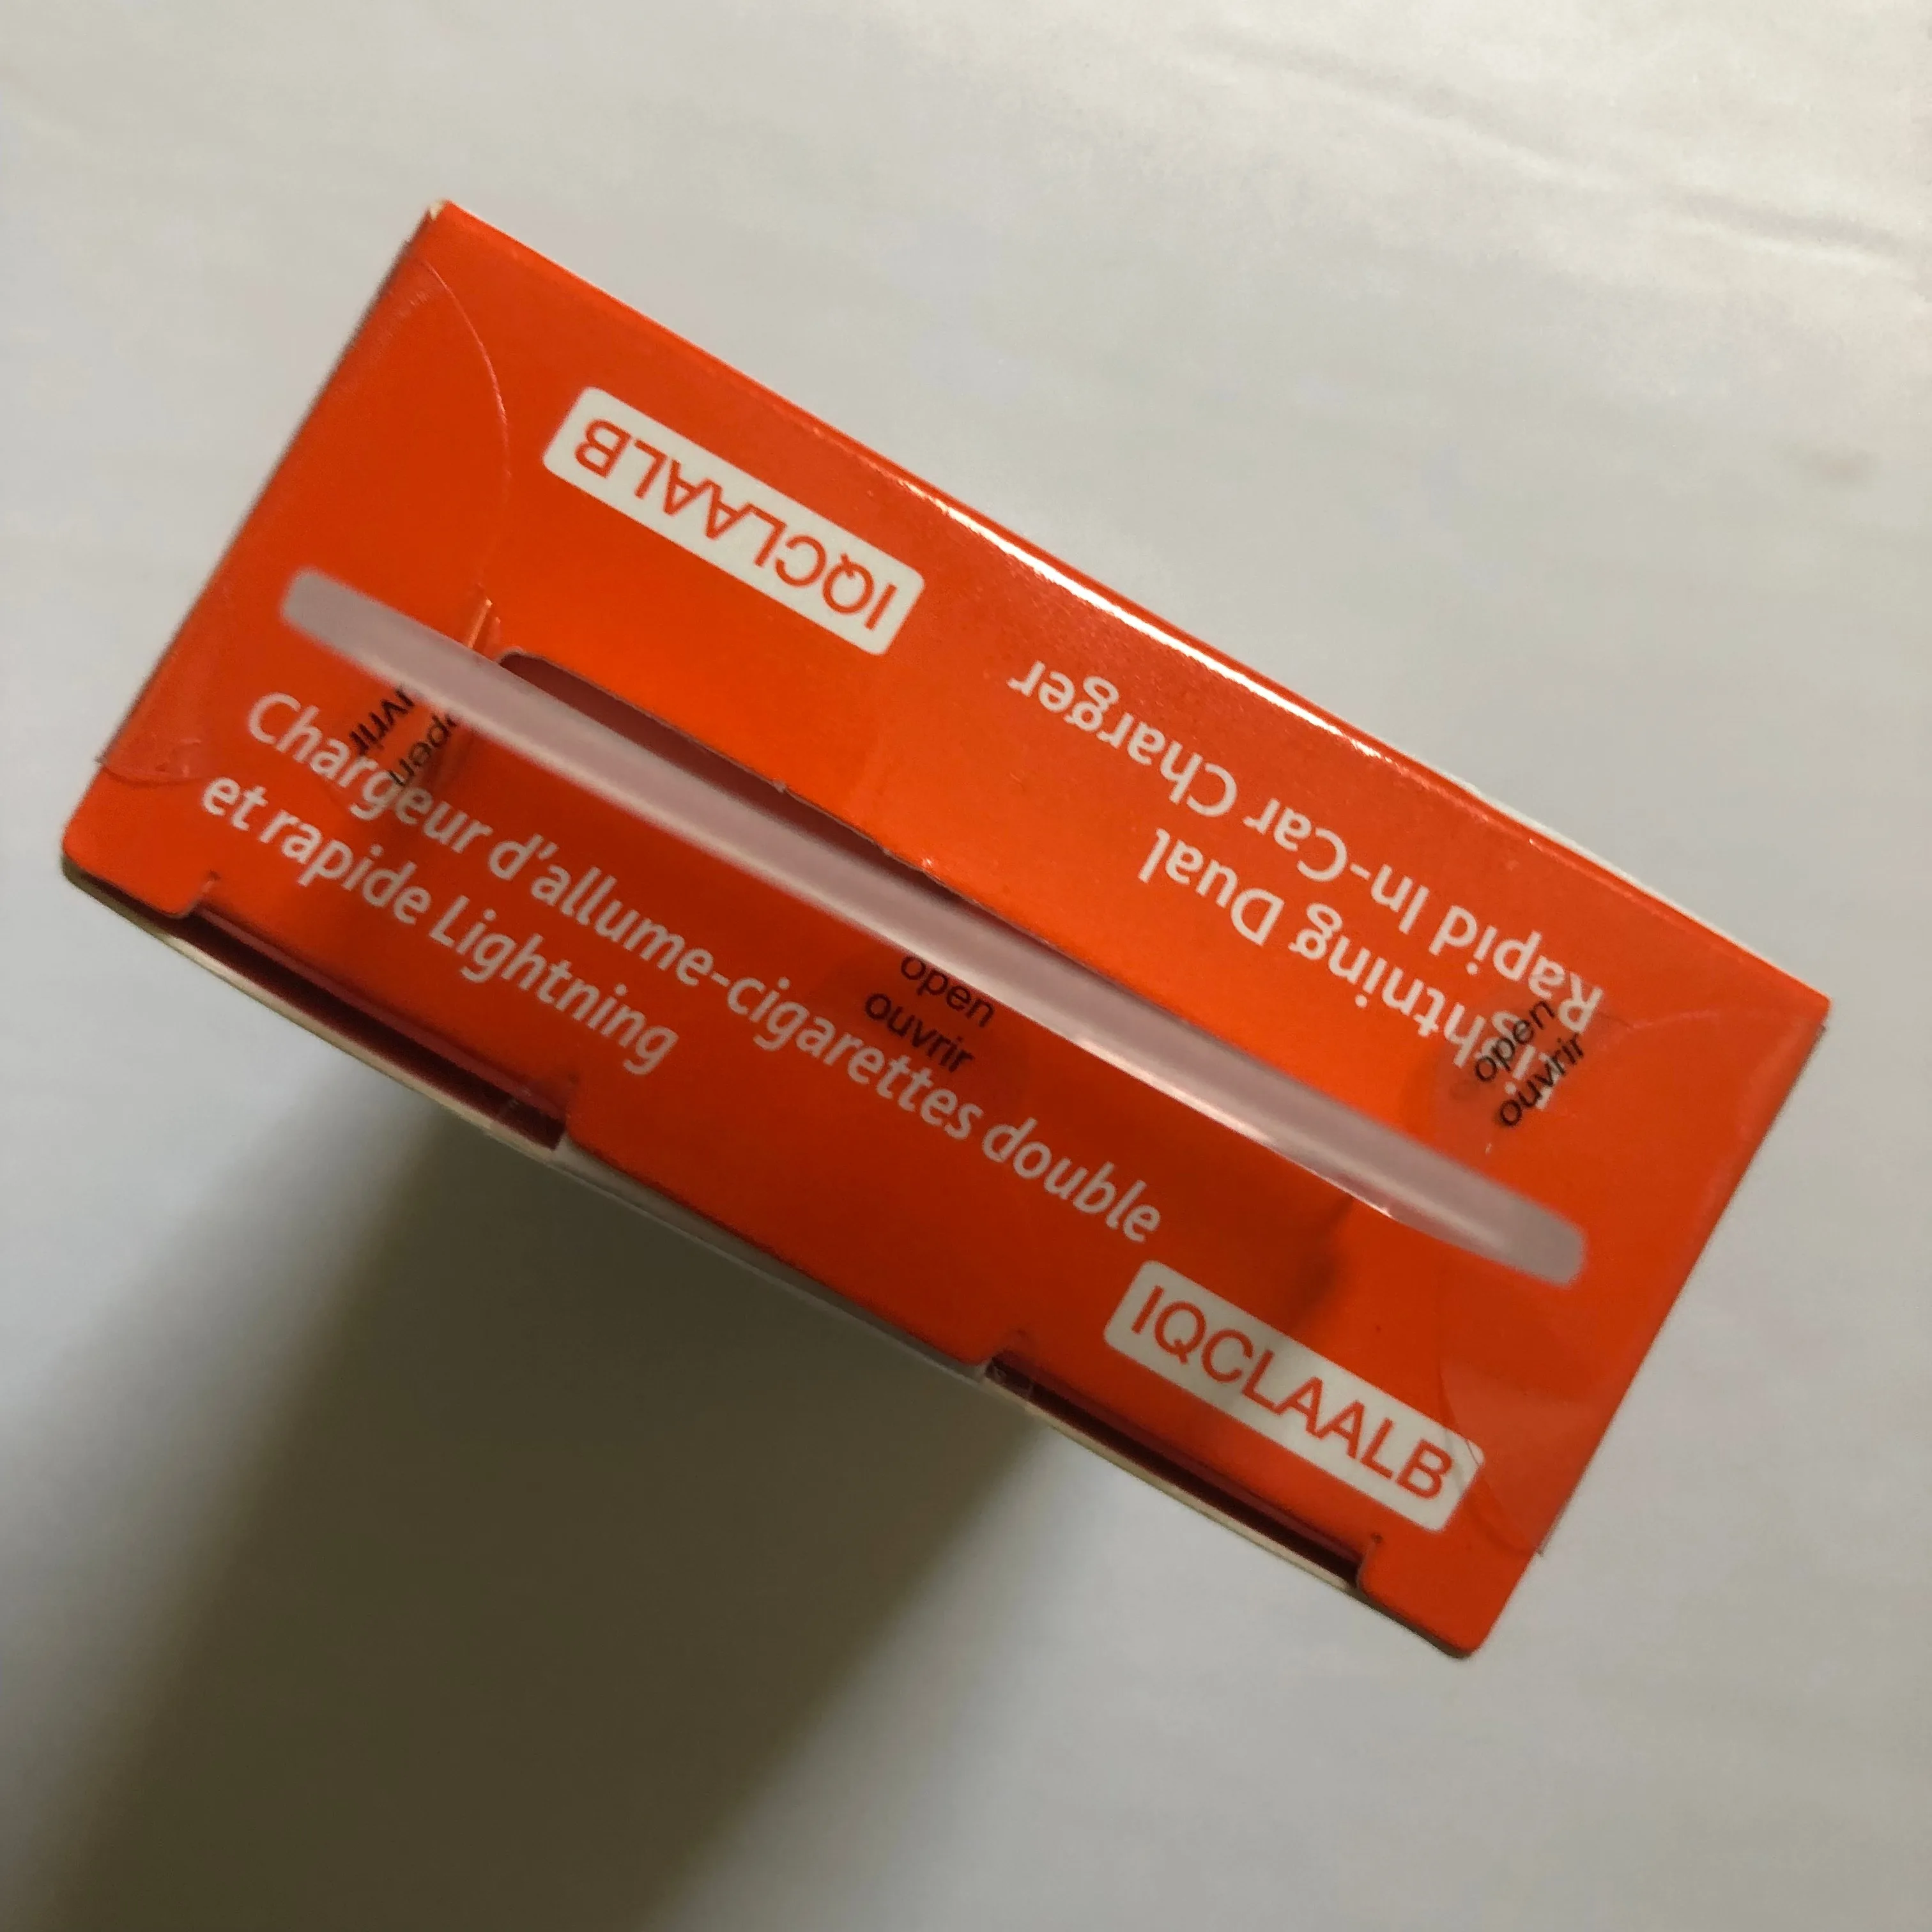 Lightning Dual
Rapid In-Car Charger
IQCLAALB
Chargeur d'allume-cigarettes double
et rapide Lightning
IQCLAALB
open
ouvrir
open
ouvrir
open